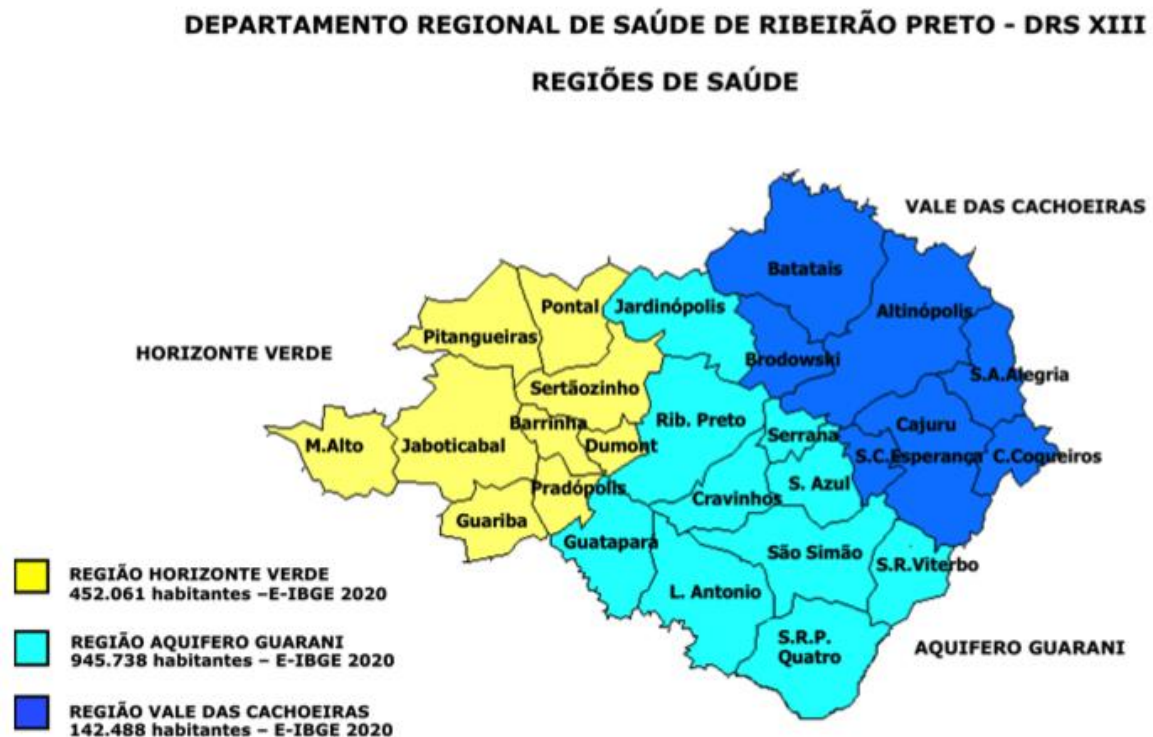 DEPARTAMENTO REGIONAL DE SAÚDE DE RIBEIRÃO PRETO - DRS XIII
REGIÕES DE SAÚDE
VALE DAS CACHOEIRAS
Batatais
Pontal
Jardinópolis
Altinópolis
Pitangueiras
HORIZONTE VERDE
Brodowski
S.A.Alegria
Sertãozinho
Barrinha
Rib. Preto
Cajuru
Serrana
M.Alto
Jaboticabal
Dumont
S.C.Esperança
C.Coqueiros
Pradópolis
S. Azul
Cravinhos
Guariba
Guatapará
São Simão
S.R.Viterbo
L. Antonio
S.R.P.
Quatro
AQUIFERO GUARANI
REGIÃO HORIZONTE VERDE
452.061 habitantes –E-IBGE 2020
REGIÃO AQUIFERO GUARANI
945.738 habitantes – E-IBGE 2020
REGIÃO VALE DAS CACHOEIRAS
142.488 habitantes – E-IBGE 2020